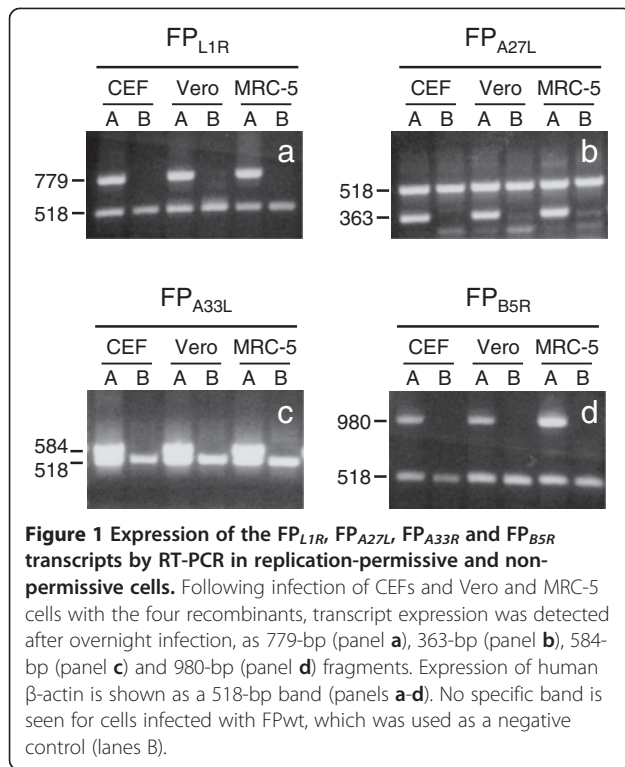 FPL1R
FPA27L
CEF Vero MRC-5
CEF Vero MRC-5
A B A B A B
A B A B A B
a
b
779
518
518
363
FPA33L
FPB5R
CEF Vero MRC-5
CEF Vero MRC-5
A B A B A B
A B A B A B
c
d
584
518
980
518
Figure 1 Expression of the FPL1R, FPA27L, FPA33R and FPB5R
transcripts by RT-PCR in replication-permissive and non-
permissive cells. Following infection of CEFs and Vero and MRC-5
cells with the four recombinants, transcript expression was detected
after overnight infection, as 779-bp (panel a), 363-bp (panel b), 584-
bp (panel c) and 980-bp (panel d) fragments. Expression of human
β-actin is shown as a 518-bp band (panels a-d). No specific band is
seen for cells infected with FPwt, which was used as a negative
control (lanes B).